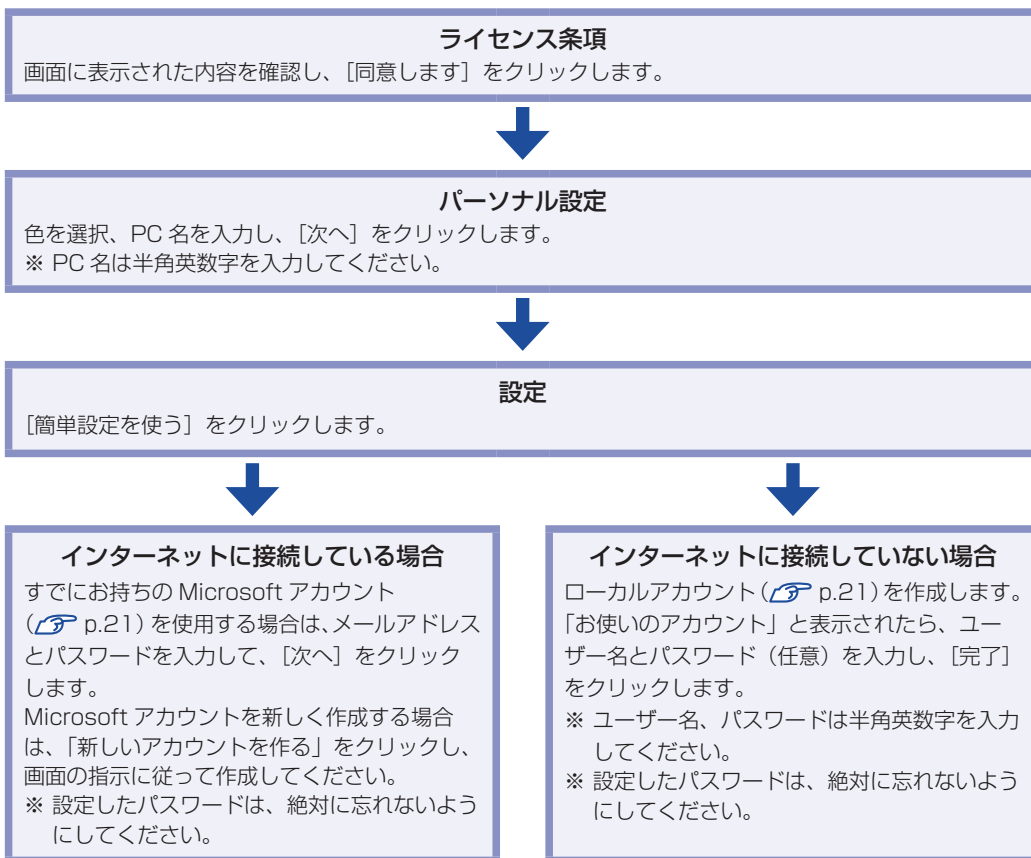 ライセンス条項
画面に表示された内容を確認し、［同意します］をクリックします。
パーソナル設定
色を選択、PC 名を入力し、［次へ］をクリックします。
※ PC 名は半角英数字を入力してください。
設定
［簡単設定を使う］をクリックします。
インターネットに接続している場合
すでにお持ちの Microsoft アカウント
（ p.21）を使用する場合は、メールアドレス
とパスワードを入力して、［次へ］をクリック
します。
Microsoft アカウントを新しく作成する場合
は、「新しいアカウントを作る」をクリックし、
画面の指示に従って作成してください。
※ 設定したパスワードは、絶対に忘れないよう
にしてください。
インターネットに接続していない場合
ローカルアカウント（ p.21）を作成します。
「お使いのアカウント」と表示されたら、ユー
ザー名とパスワード（任意）を入力し、［完了］
をクリックします。
※ ユーザー名、パスワードは半角英数字を入力
してください。
※ 設定したパスワードは、絶対に忘れないよう
にしてください。